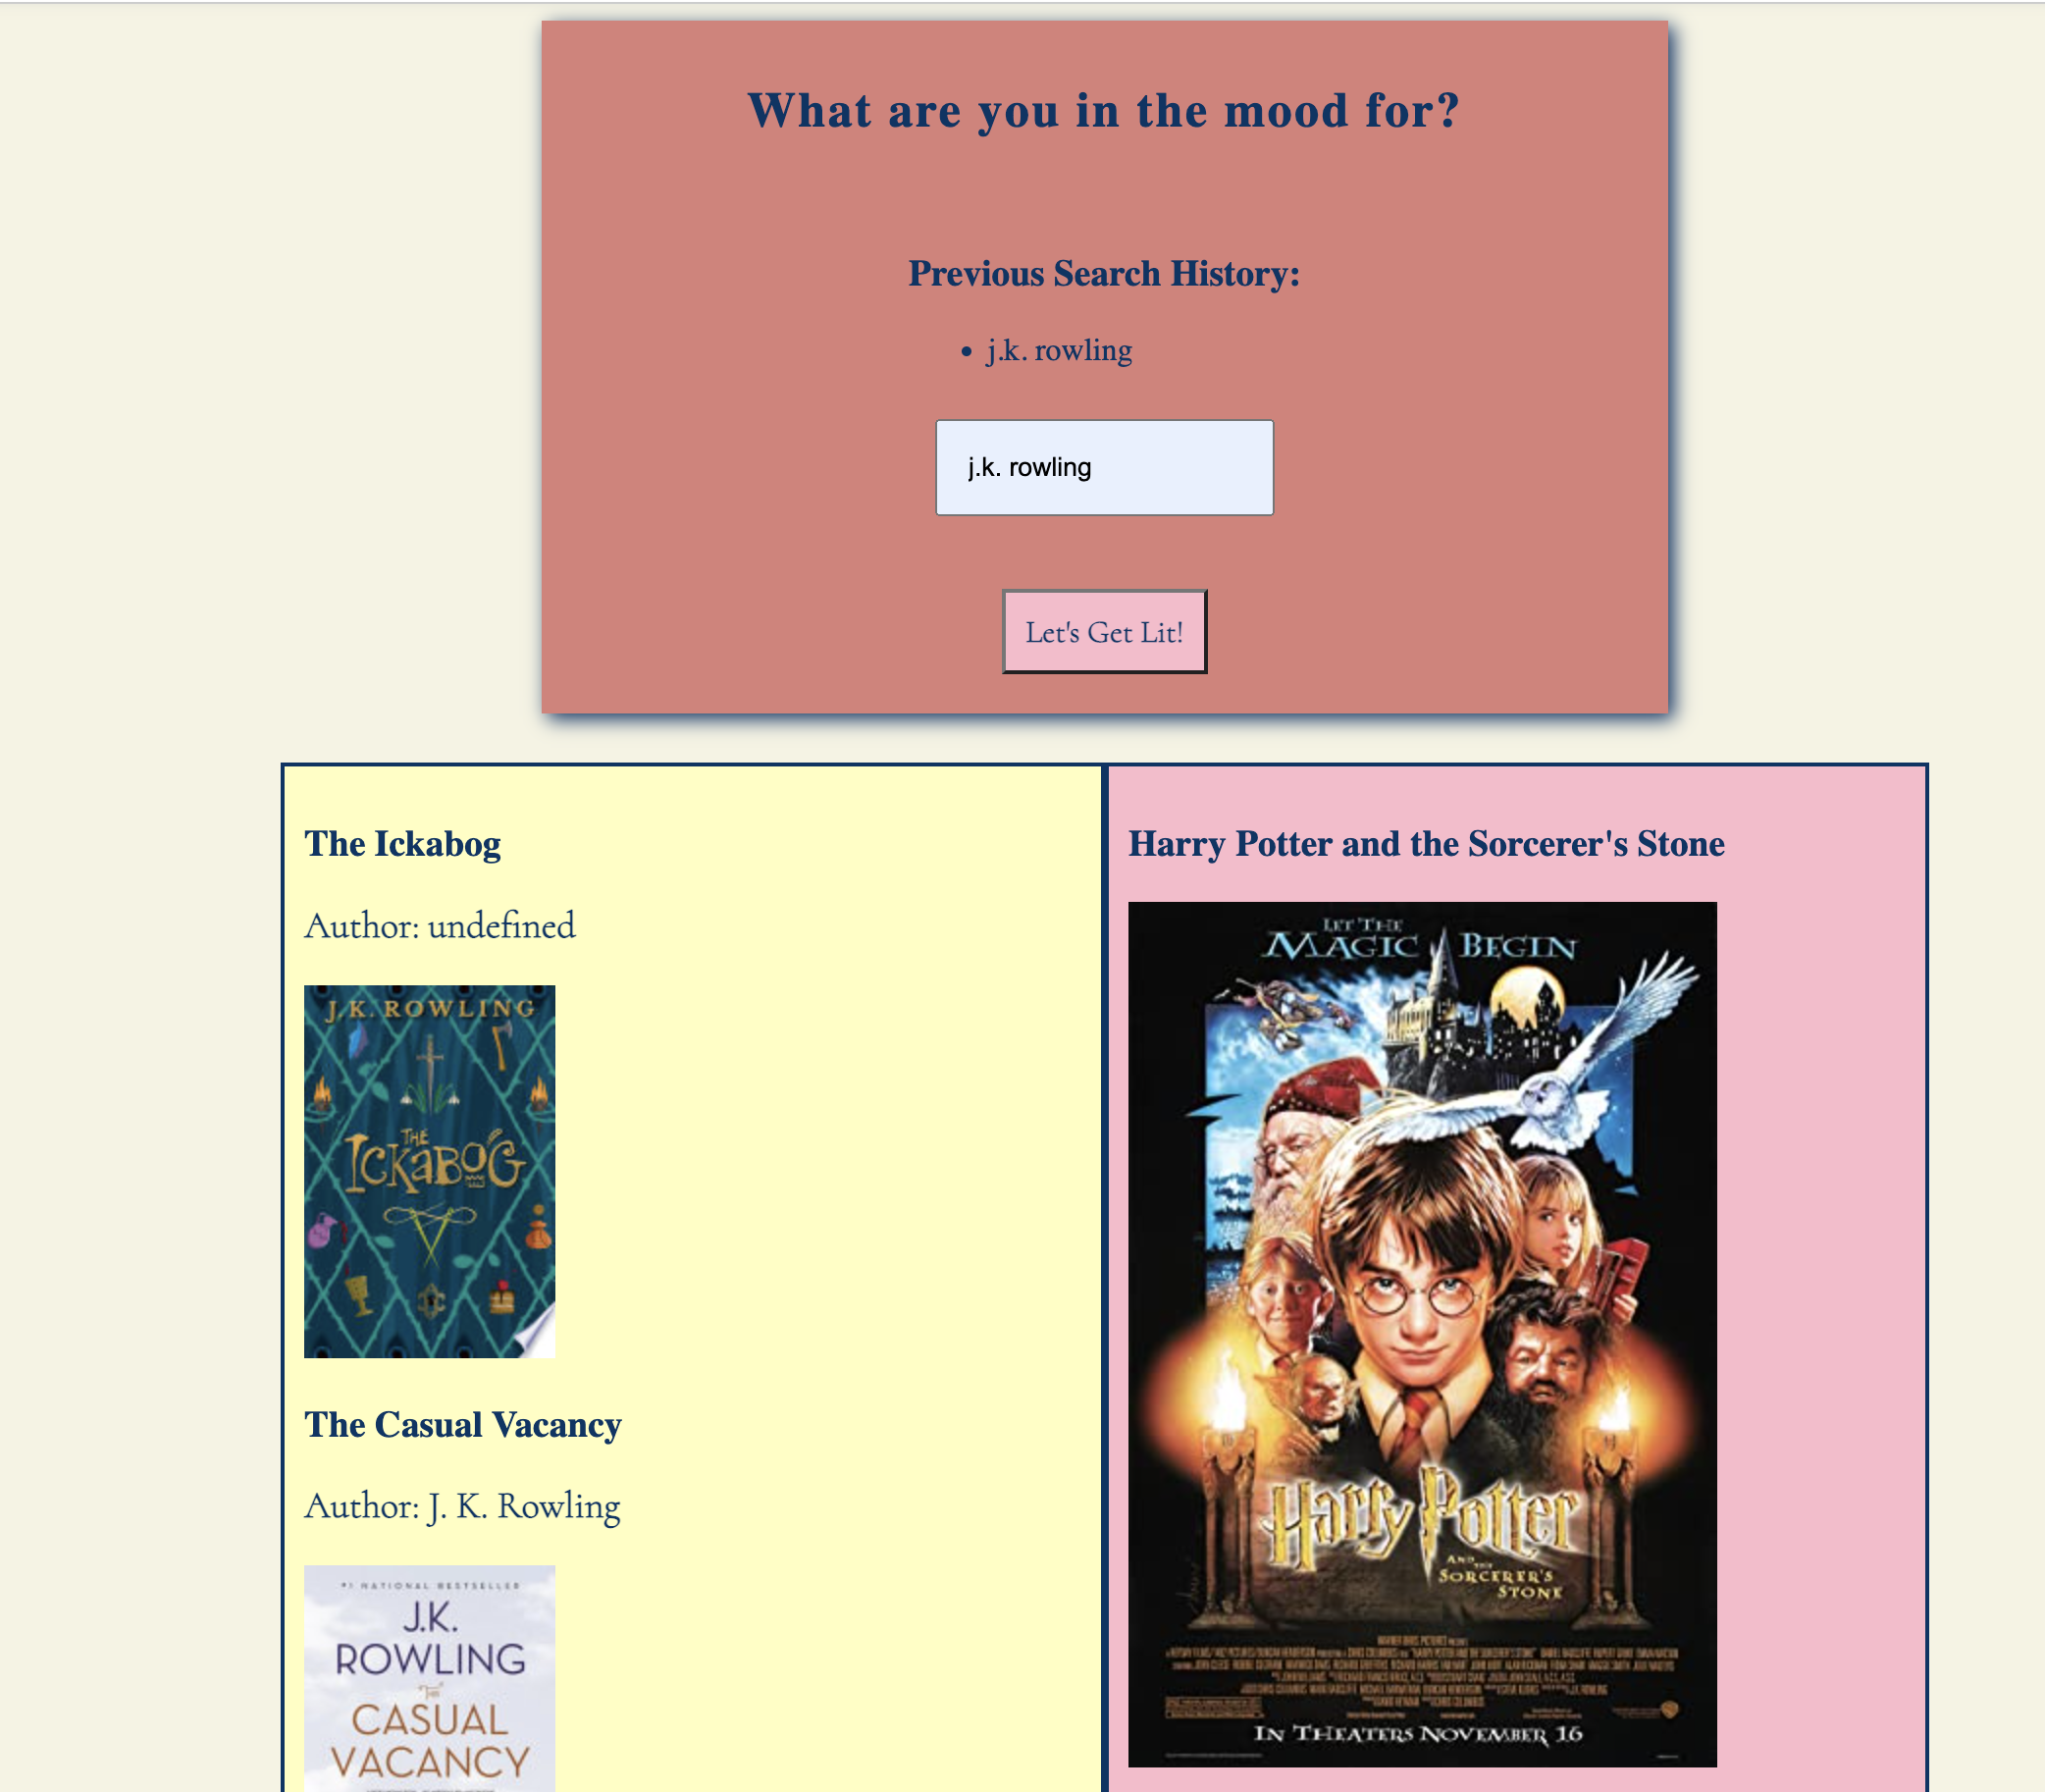 What are you in the mood for?
Previous Search History:
• j.k. rowling
j.k. rowling
Let's Get Lit!
The Ickabog
Author: undefined
J.K. ROWLING
THE
ICKABOG
The Casual Vacancy
Author: J. K. Rowling
#1 NATIONAL BESTSELLER
J.K.
ROWLING
THE
CASUAL
VACANCY
Harry Potter and the Sorcerer's Stone
LET THE
MAGIC BEGIN
Harry Potter
AND THE
SORCERER'S
STONE
IN THEATERS NOVEMBER 16